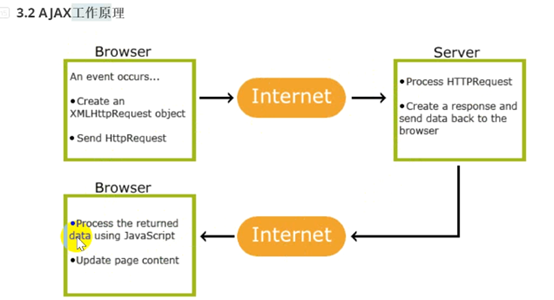 3.2 AJAX工作原理
Browser
An event occurs...
•Create an
XMLHttpRequest object
•Send HttpRequest
Internet
Server
•Process HTTPRequest
•Create a response and
send data back to the
browser
Browser
•Process the returned
data using JavaScript
•Update page content
Internet